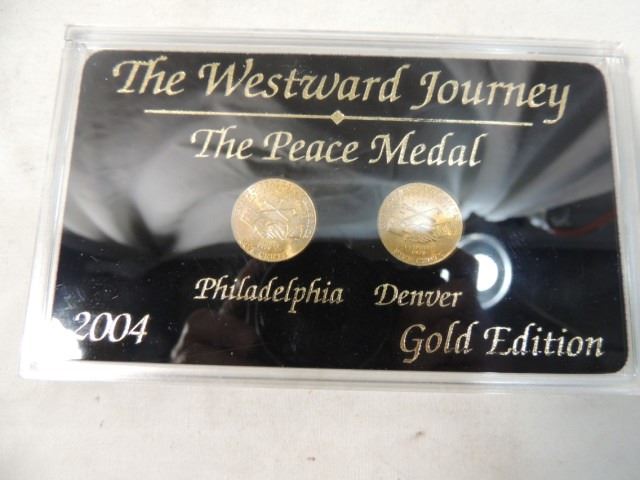 The Westward Journey
The Peace Medal
Philadelphia Denver
2004 Gold Edition